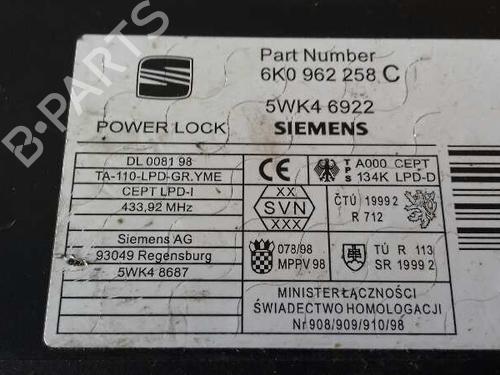 Part Number
6K0 962 258 C
5WK4 6922
POWER LOCK
SIEMENS
DL 0081 98
TA-110-LPD-GR.YME
CEPT LPD-I
433,92 MHz
CE
TPS
A000 CEPT
134K LPD-D
XX
SVN
XXX
ČTÚ 1999 2
R 712
Siemens AG
93049 Regensburg
5WK4 8687
078/98
MPPV 98
TÚ R 113
SR 1999 2
MINISTER ŁĄCZNOŚCI
ŚWIADECTWO HOMOLOGACJI
Nr 908/909/910/98
B-PARTS